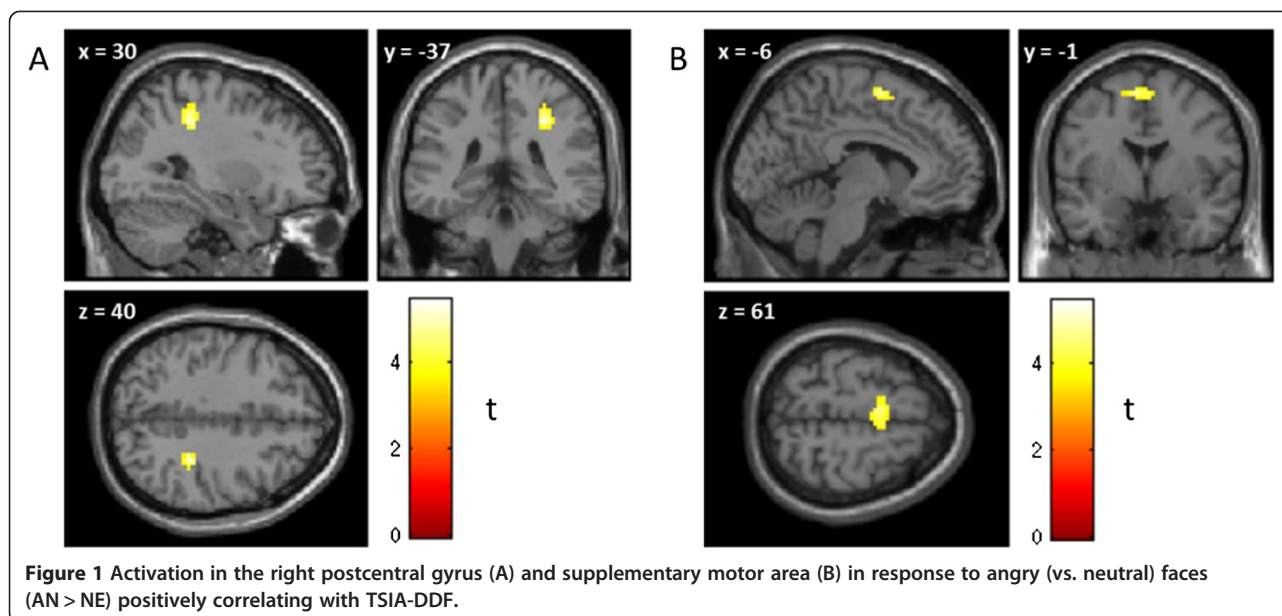 A
x = 30
y = -37
z = 40
4
2
0
t
B
x = -6
y = -1
z = 61
4
2
0
t
Figure 1 Activation in the right postcentral gyrus (A) and supplementary motor area (B) in response to angry (vs. neutral) faces
(AN > NE) positively correlating with TSIA-DDF.